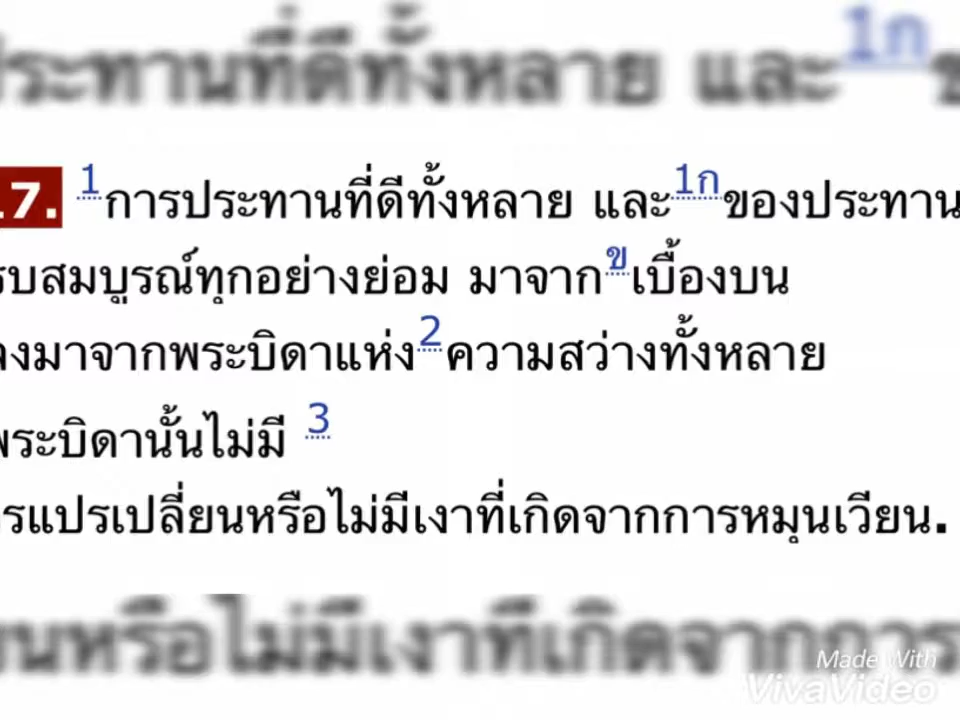 ระทานที่ดีทั้งหลาย และ1ก
17. 1การประทานที่ดีทั้งหลาย และ1กของประทาน
รบสมบูรณ์ทุกอย่างย่อม มาจากขเบื้องบน
ลงมาจากพระบิดาแห่ง2ความสว่างทั้งหลาย
พระบิดานั้นไม่มี 3
รแปรเปลี่ยนหรือไม่มีเงาที่เกิดจากการหมุนเวียน.
ยนหรือไม่มีเงาที่เกิดจากการ
Made With
VivaVideo